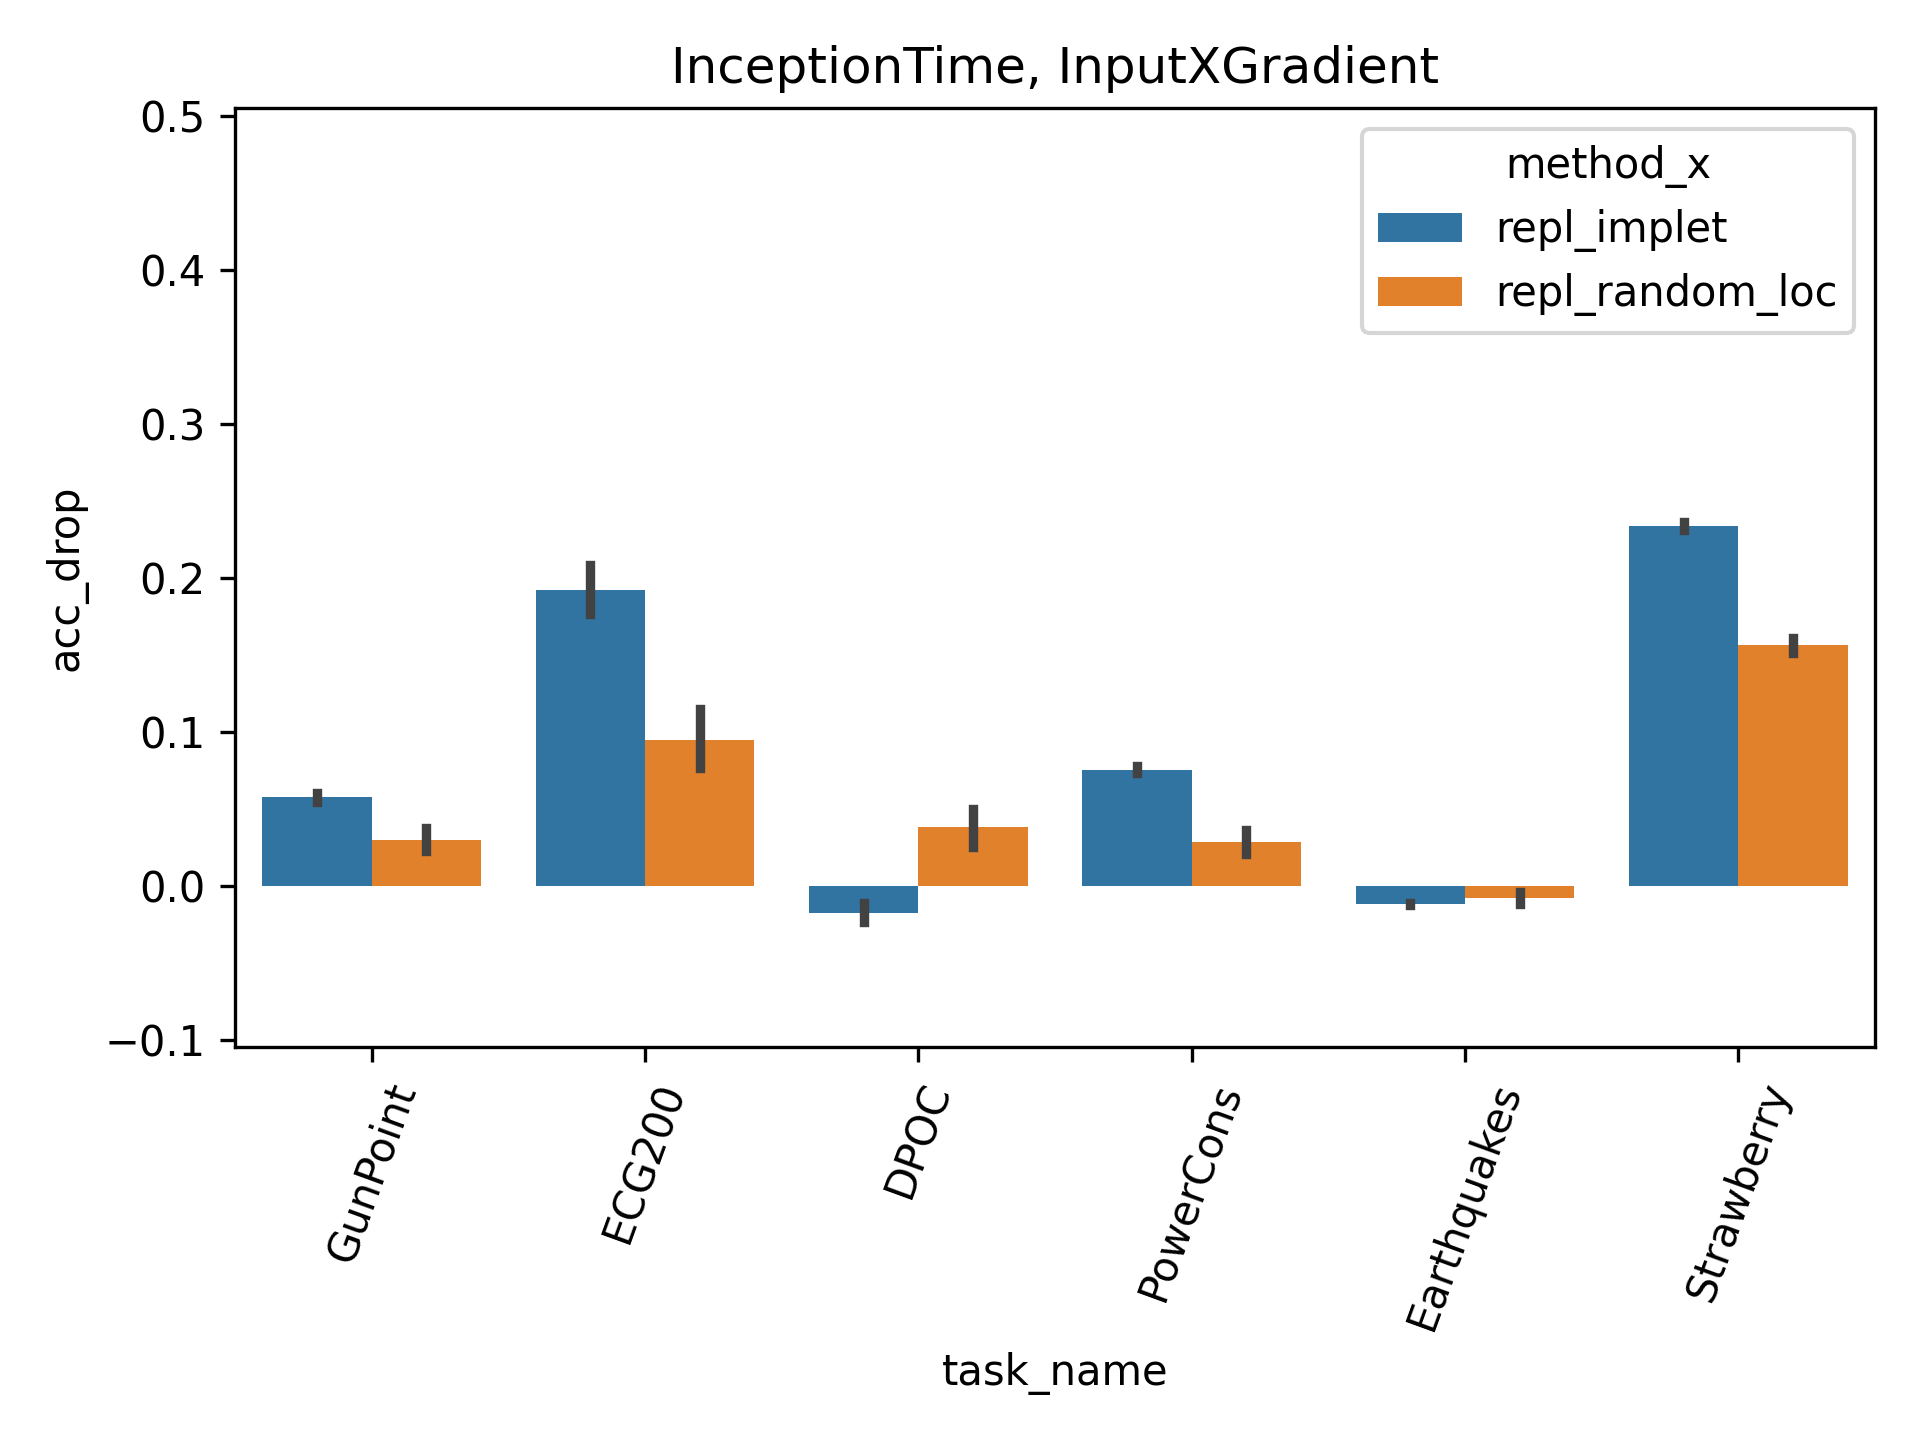 InceptionTime, InputXGradient
0.5
0.4
0.3
0.2
0.1
0.0
−0.1
acc_drop
method_x
repl_implet
repl_random_loc
GunPoint
ECG200
DPOC
PowerCons
Earthquakes
Strawberry
task_name